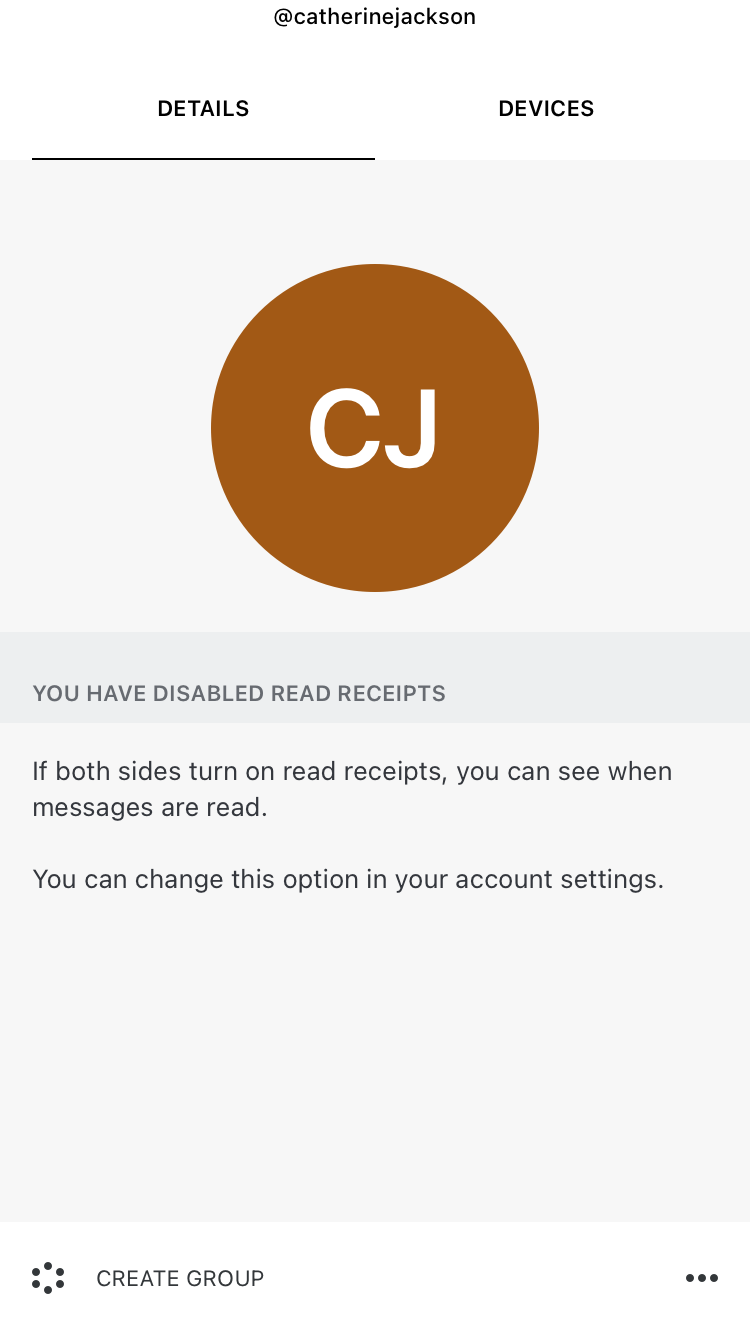 @catherinejackson
DETAILS
DEVICES
CJ
YOU HAVE DISABLED READ RECEIPTS
If both sides turn on read receipts, you can see when
messages are read.
You can change this option in your account settings.
CREATE GROUP